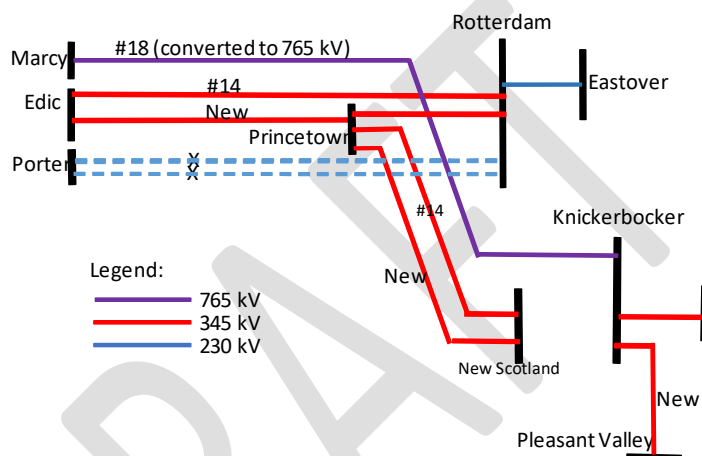 Rotterdam
Marcy
#18 (converted to 765 kV)
Eastover
Edic
#14
New
Princetown
Porter
X
X
#14
Knickerbocker
New
Legend:
765 kV
345 kV
230 kV
New Scotland
New
Pleasant Valley
DRAFT